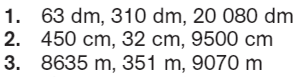 1. 63 dm, 310 dm, 20 080 dm
2. 450 cm, 32 cm, 9500 cm
3. 8635 m, 351 m, 9070 m